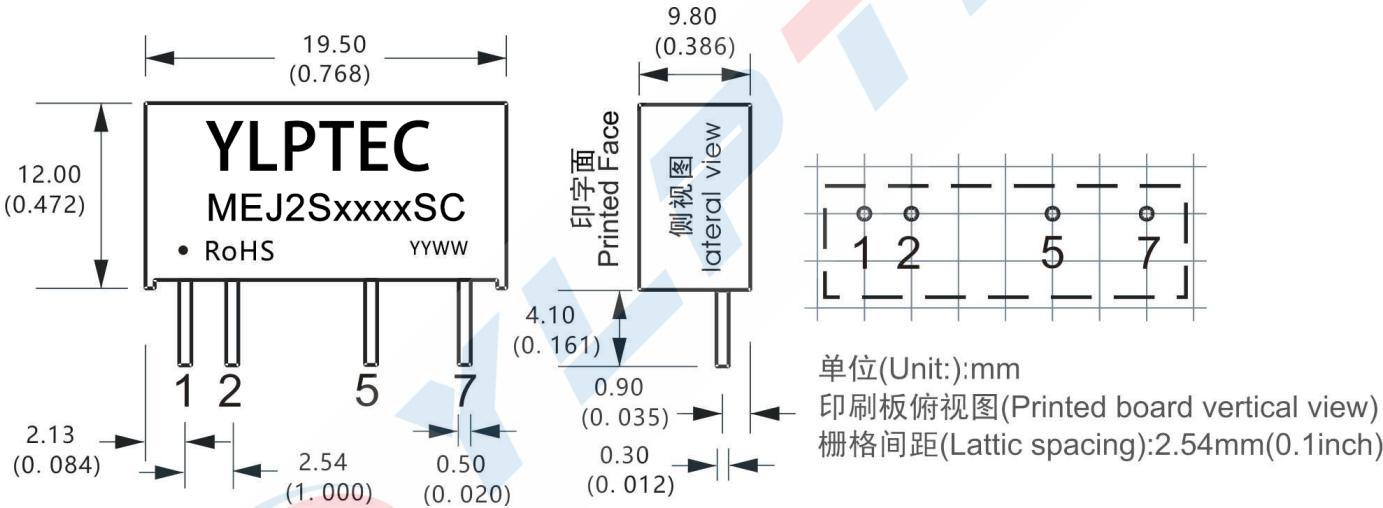 19.50
(0.768)
9.80
(0.386)
12.00
(0.472)
YLPTEC
MEJ2SxxxxSC
• RoHS YYWW
印字面
Printed Face
侧视图
lateral view
1 2 5 7
1 2 5 7
4.10
(0. 161)
0.90
(0. 035)
0.30
(0. 012)
2.13
(0. 084)
2.54
(1. 000)
0.50
(0. 020)
单位(Unit:):mm
印刷板俯视图(Printed board vertical view)
栅格间距(Lattic spacing):2.54mm(0.1inch)
YLPT